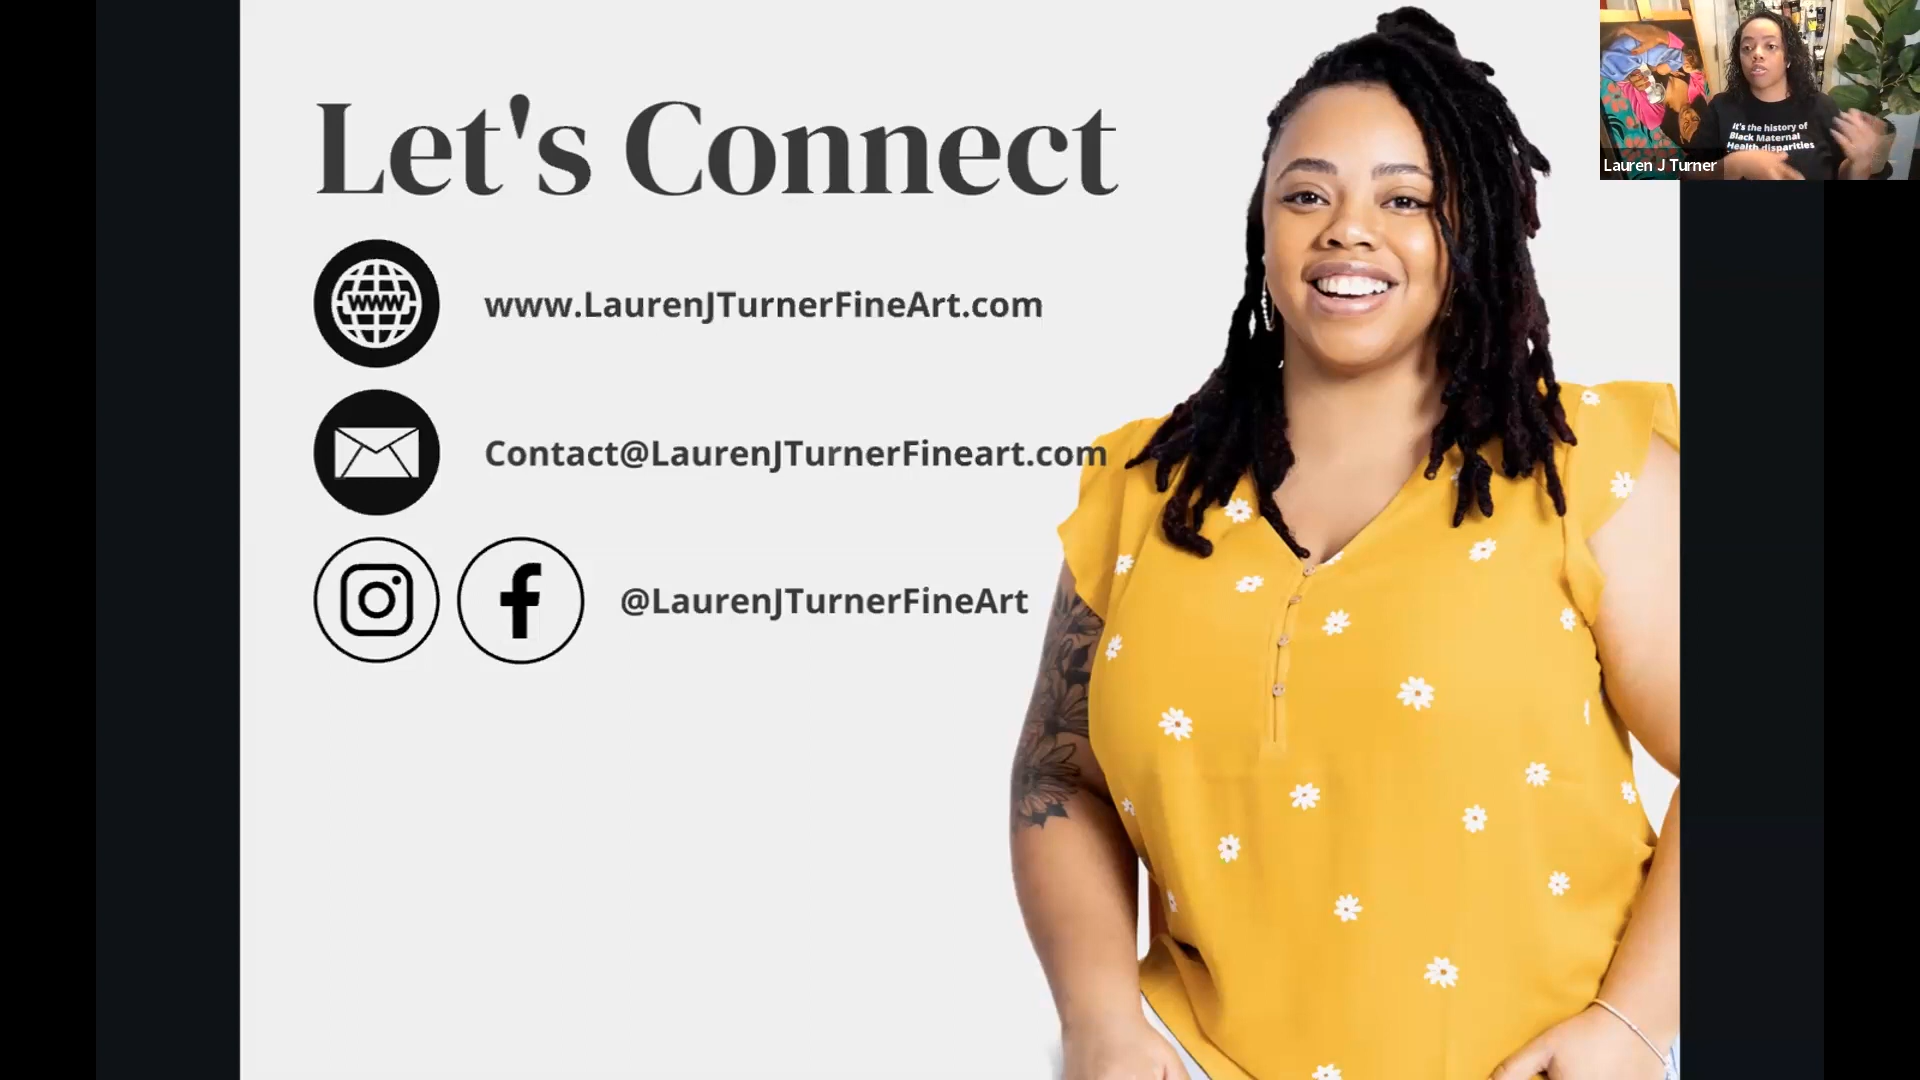 Let's Connect
www
www.LaurenJTurnerFineArt.com
Contact@LaurenJTurnerFineart.com
@LaurenJTurnerFineArt
It's the history of
Black Maternal
Health disparities
Lauren J Turner